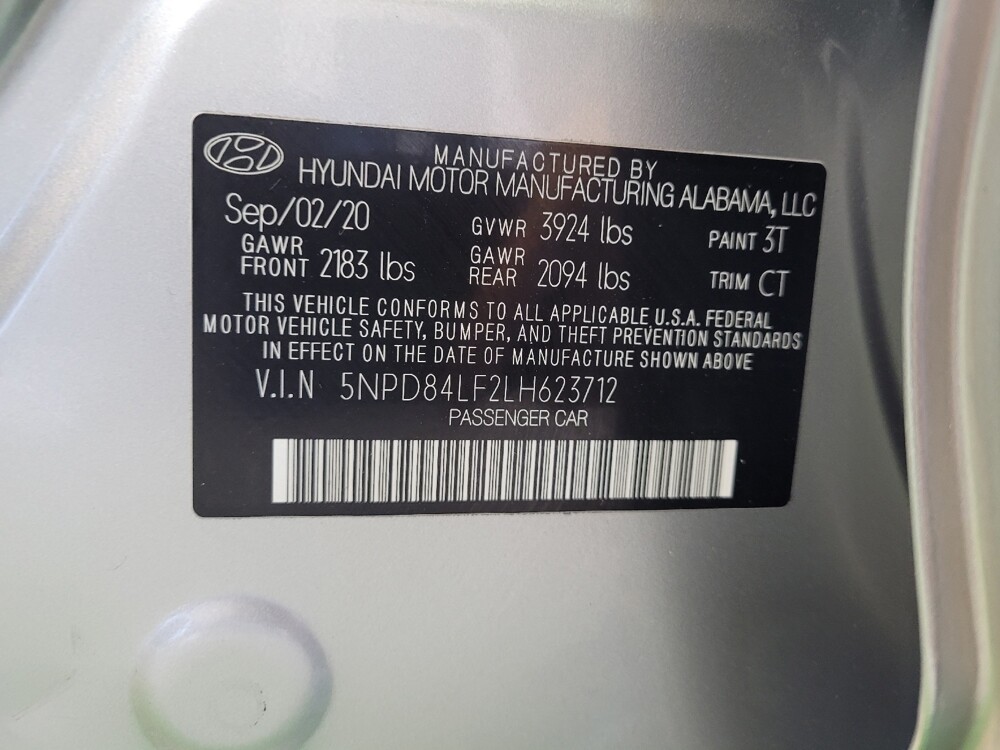 MANUFACTURED BY
HYUNDAI MOTOR MANUFACTURING ALABAMA, LLC
Sep/02/20 GVWR 3924 lbs PAINT 3T
GAWR FRONT 2183 lbs GAWR REAR 2094 lbs TRIM CT
THIS VEHICLE CONFORMS TO ALL APPLICABLE U.S.A. FEDERAL
MOTOR VEHICLE SAFETY, BUMPER, AND THEFT PREVENTION STANDARDS
IN EFFECT ON THE DATE OF MANUFACTURE SHOWN ABOVE
V.I.N 5NPD84LF2LH623712
PASSENGER CAR